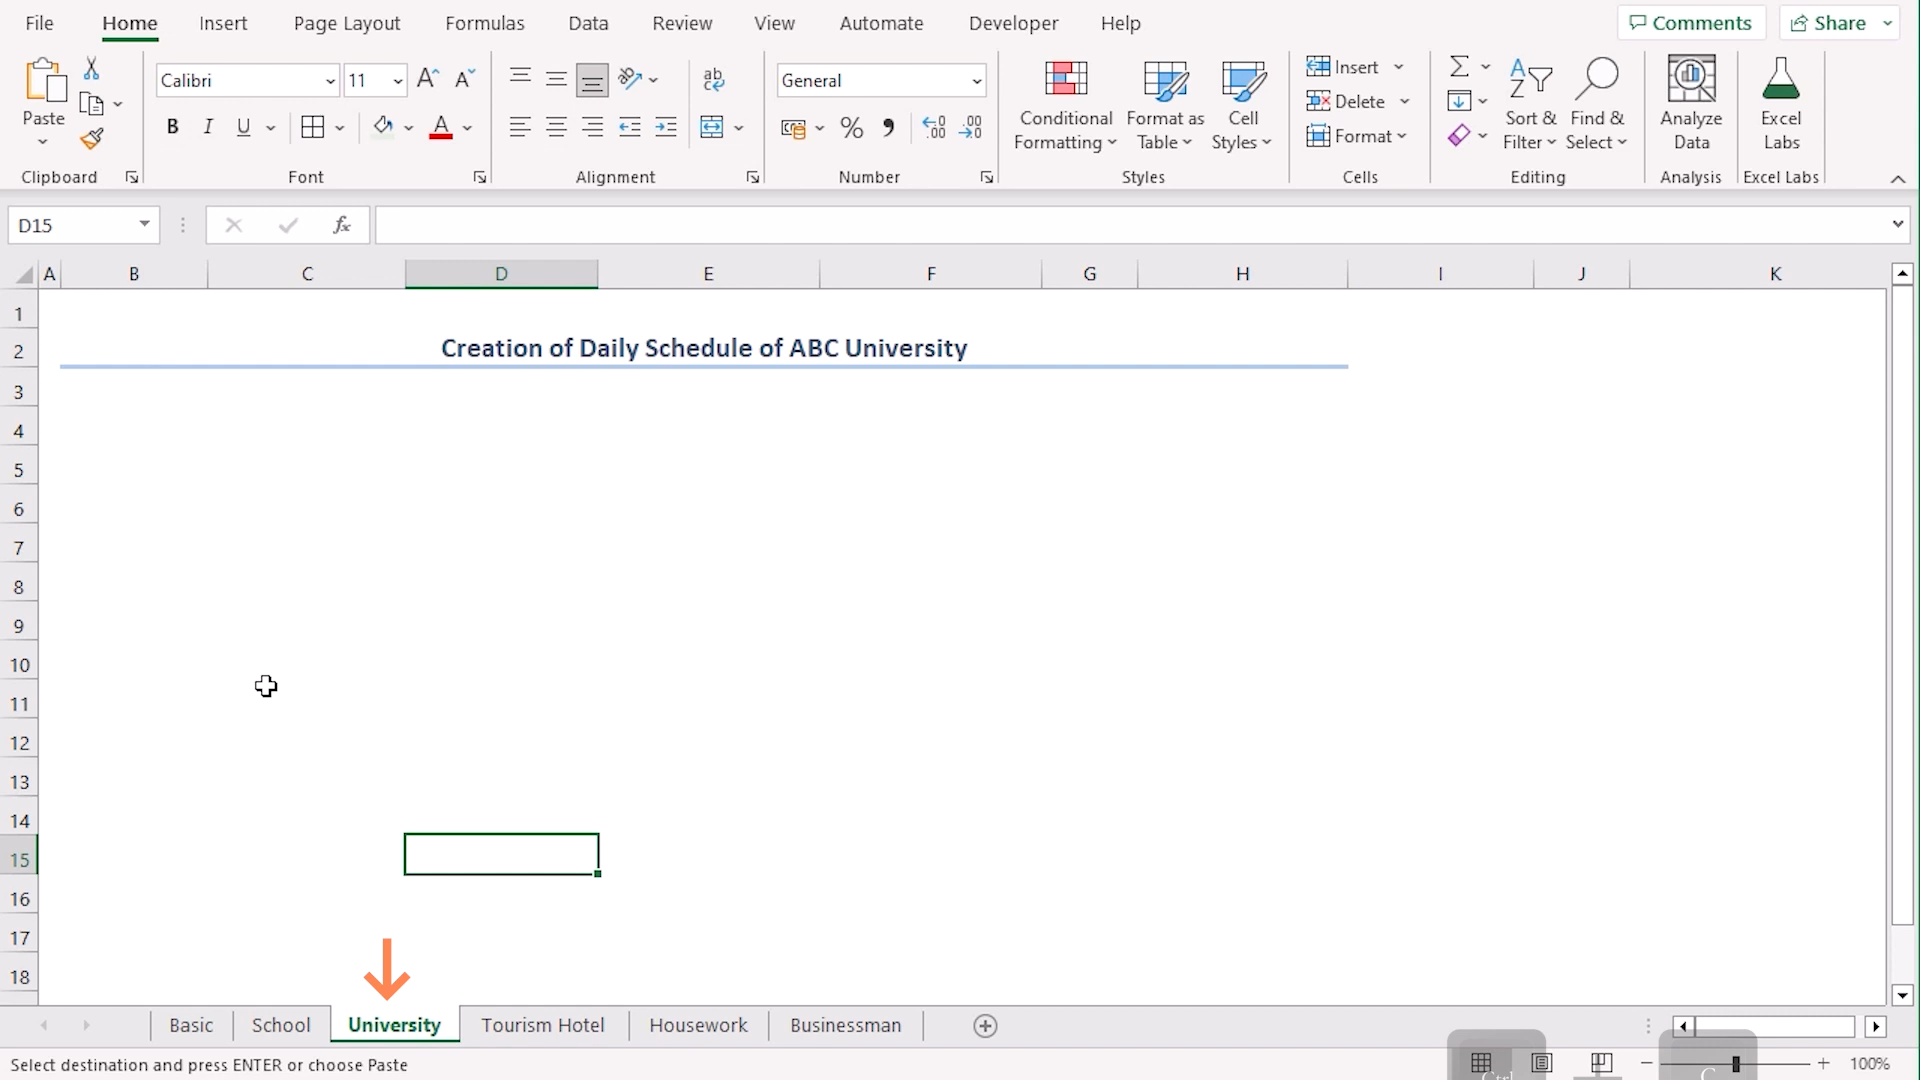 File Home Insert Page Layout Formulas Data Review View Automate Developer Help Comments Share
Calibri 11 General
Paste
Conditional Formatting
Format as Table
Cell Styles
Insert
Delete
Format
Sort & Filter
Find & Select
Analyze Data
Excel Labs
Clipboard Font Alignment Number Styles Cells Editing Analysis Excel Labs
D15 fx
A B C D E F G H I J K
1
2 Creation of Daily Schedule of ABC University
3
4
5
6
7
8
9
10
11
12
13
14
15
16
17
18
Basic School University Tourism Hotel Housework Businessman
Select destination and press ENTER or choose Paste Ctrl C 100%